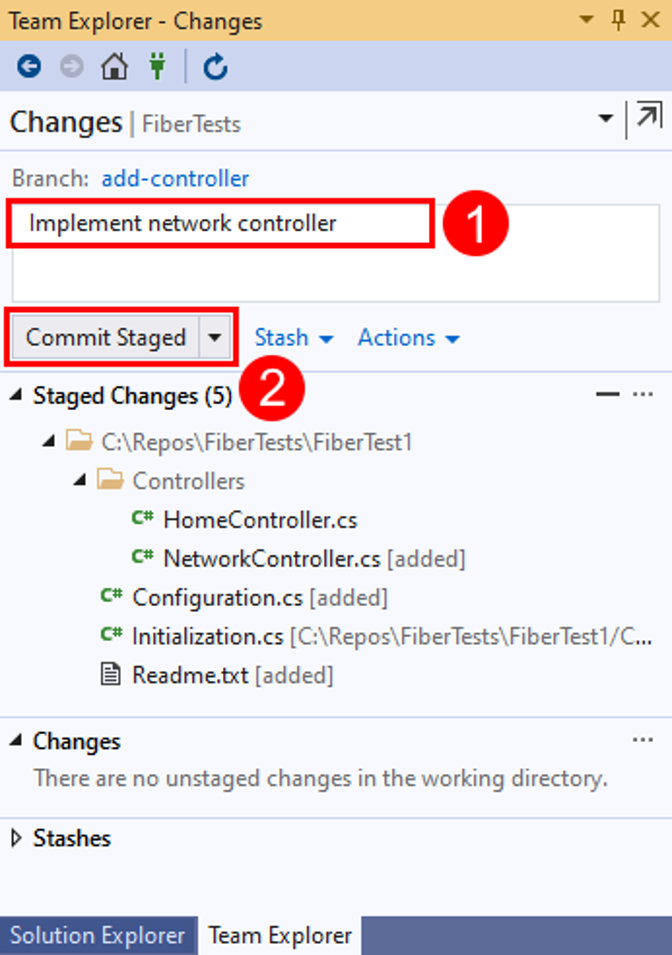 Team Explorer - Changes
Changes | FiberTests
Branch: add-controller
Implement network controller
1
Commit Staged Stash Actions
2
Staged Changes (5)
C:\Repos\FiberTests\FiberTest1
Controllers
C# HomeController.cs
C# NetworkController.cs [added]
C# Configuration.cs [added]
C# Initialization.cs [C:\Repos\FiberTests\FiberTest1/C...
Readme.txt [added]
Changes
There are no unstaged changes in the working directory.
Stashes
Solution Explorer Team Explorer